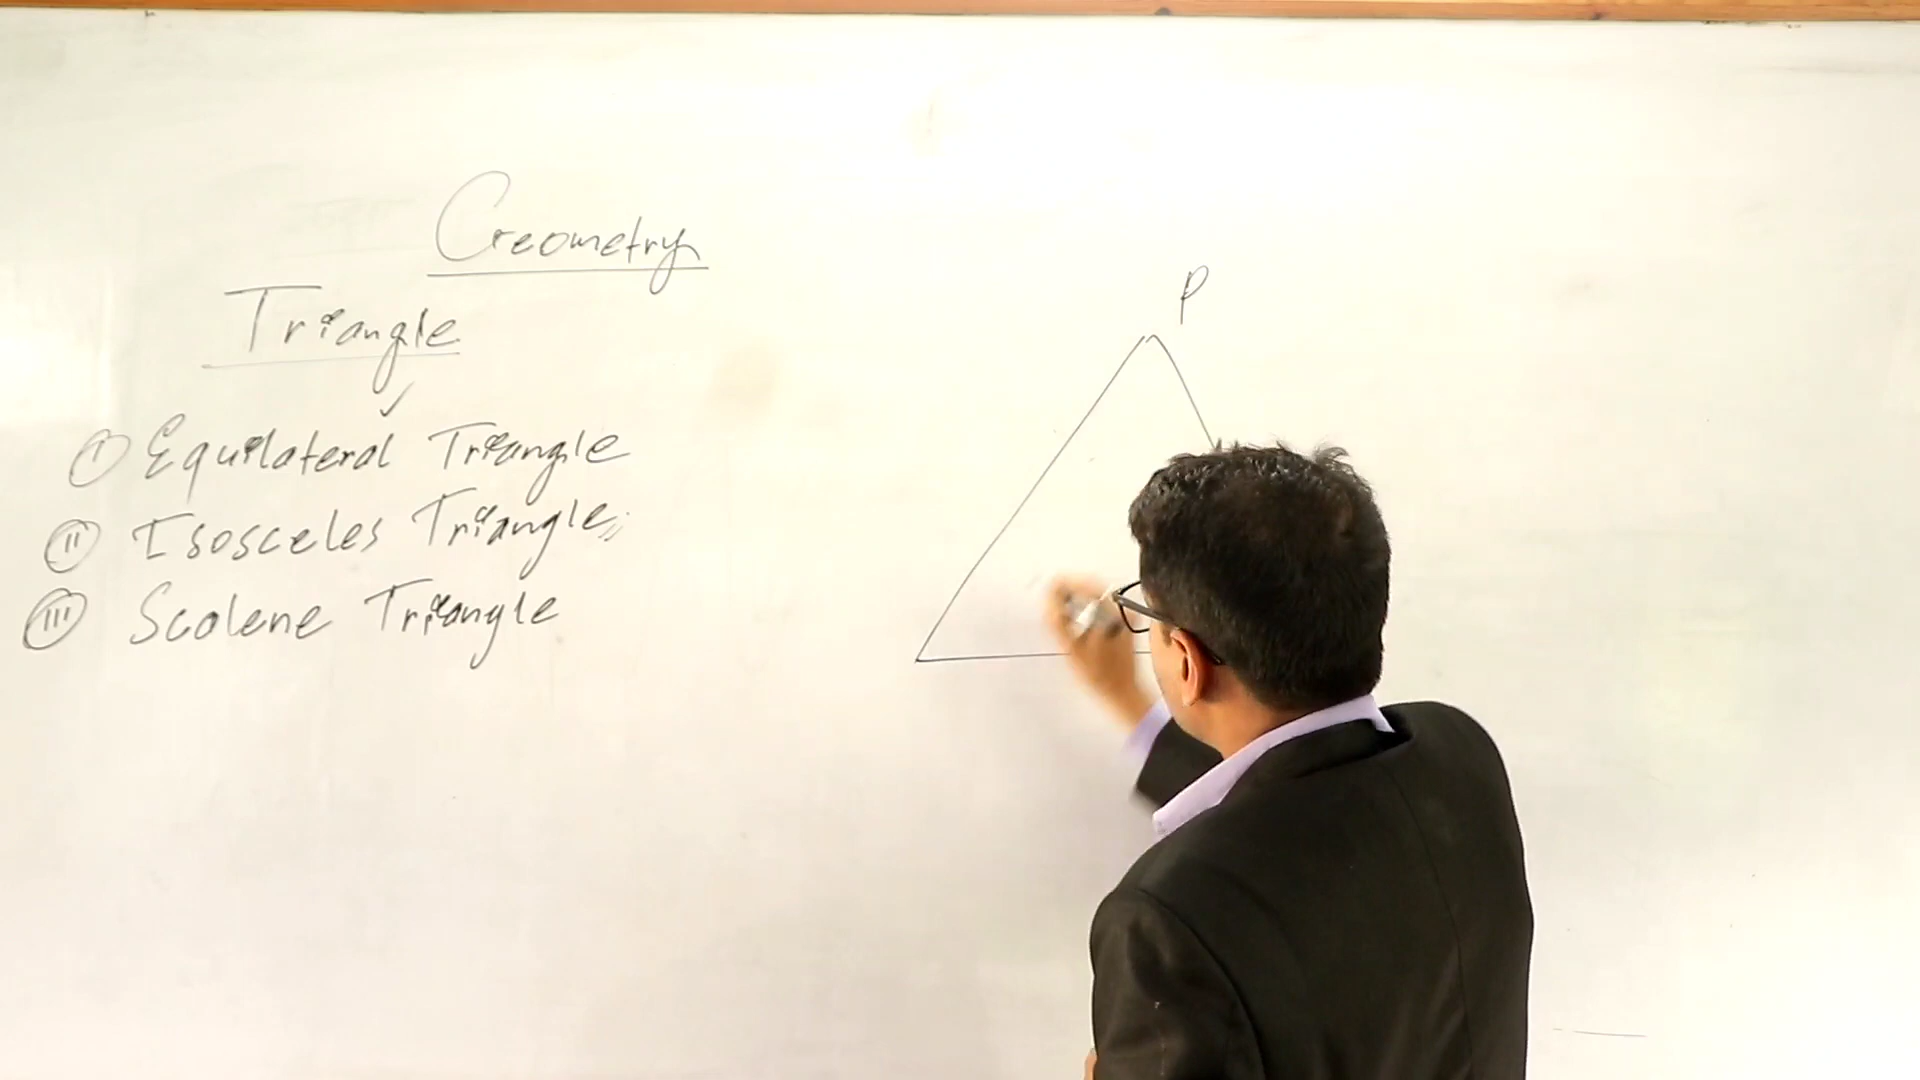 Geometry
Triangle
I Equilateral Triangle
II Isosceles Triangle
III Scalene Triangle
P